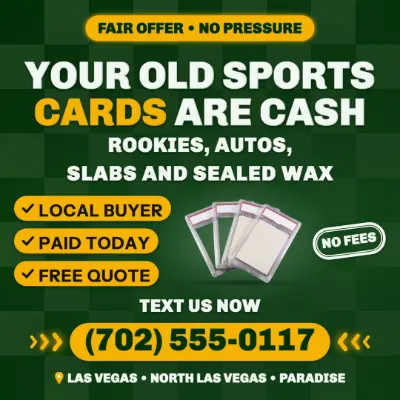 FAIR OFFER • NO PRESSURE
YOUR OLD SPORTS
CARDS ARE CASH
ROOKIES, AUTOS,
SLABS AND SEALED WAX
LOCAL BUYER
PAID TODAY
FREE QUOTE
NO FEES
TEXT US NOW
(702) 555-0117
LAS VEGAS • NORTH LAS VEGAS • PARADISE